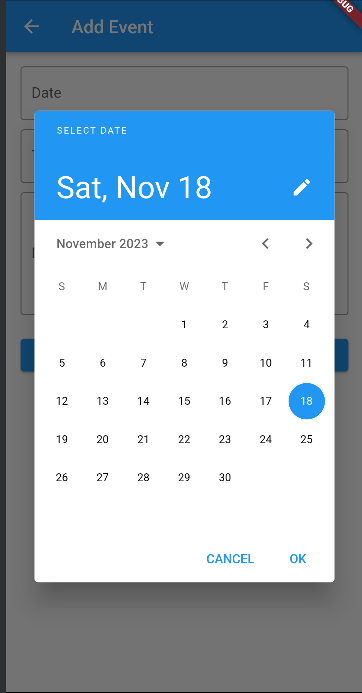 Add Event
Date
SELECT DATE
Sat, Nov 18
November 2023
S M T W T F S
1 2 3 4
5 6 7 8 9 10 11
12 13 14 15 16 17 18
19 20 21 22 23 24 25
26 27 28 29 30
CANCEL OK